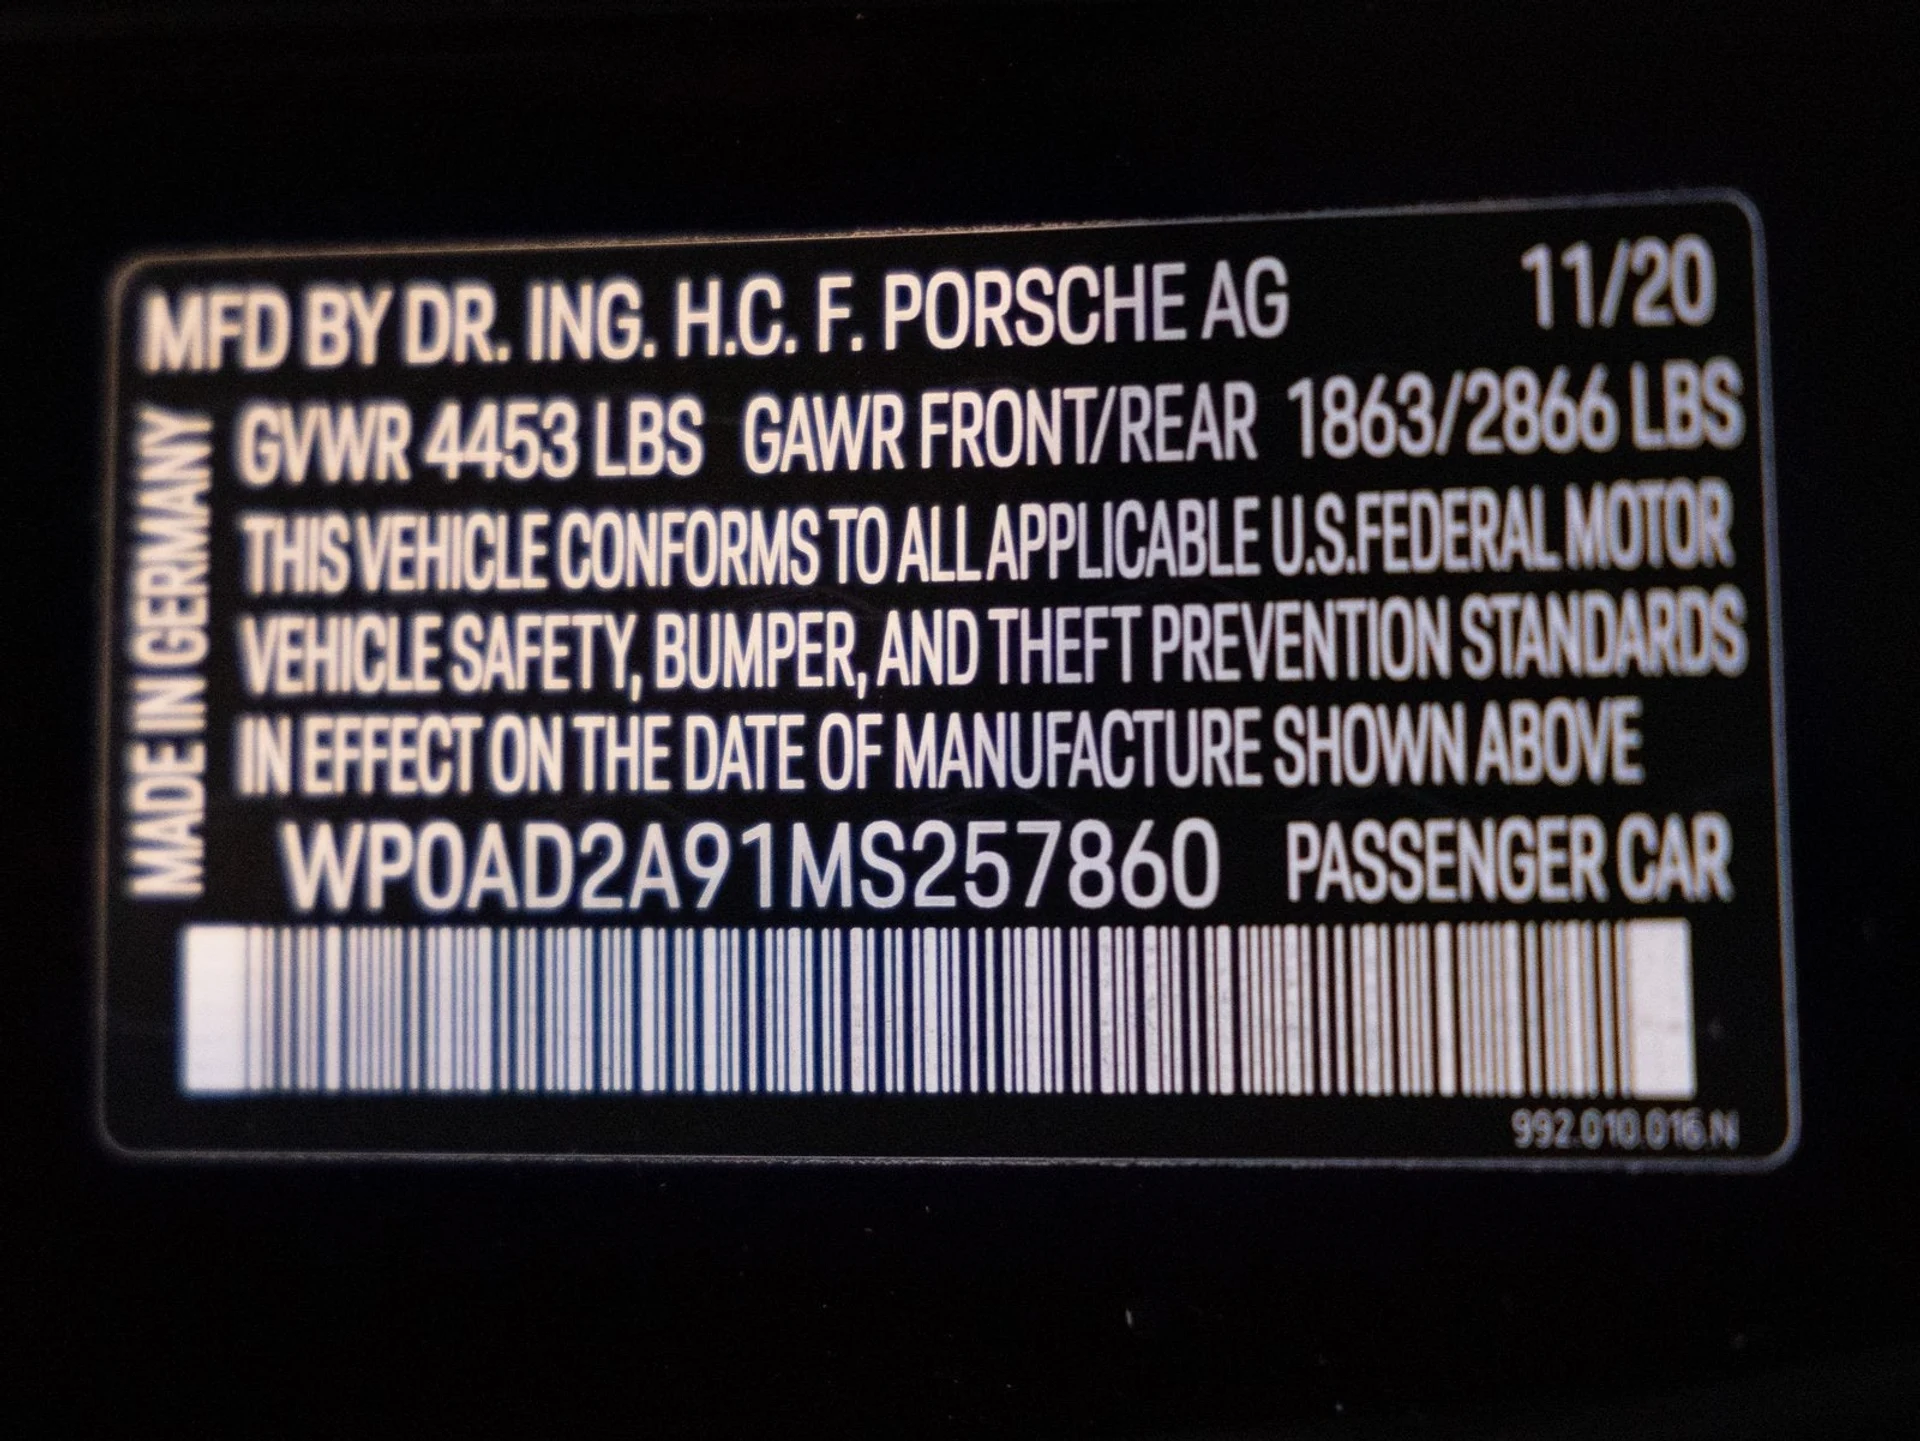 MFD BY DR. ING. H.C. F. PORSCHE AG 11/20
MADE IN GERMANY
GVWR 4453 LBS GAWR FRONT/REAR 1863/2866 LBS
THIS VEHICLE CONFORMS TO ALL APPLICABLE U.S.FEDERAL MOTOR
VEHICLE SAFETY, BUMPER, AND THEFT PREVENTION STANDARDS
IN EFFECT ON THE DATE OF MANUFACTURE SHOWN ABOVE
WP0AD2A91MS257860 PASSENGER CAR
992.010.016.N